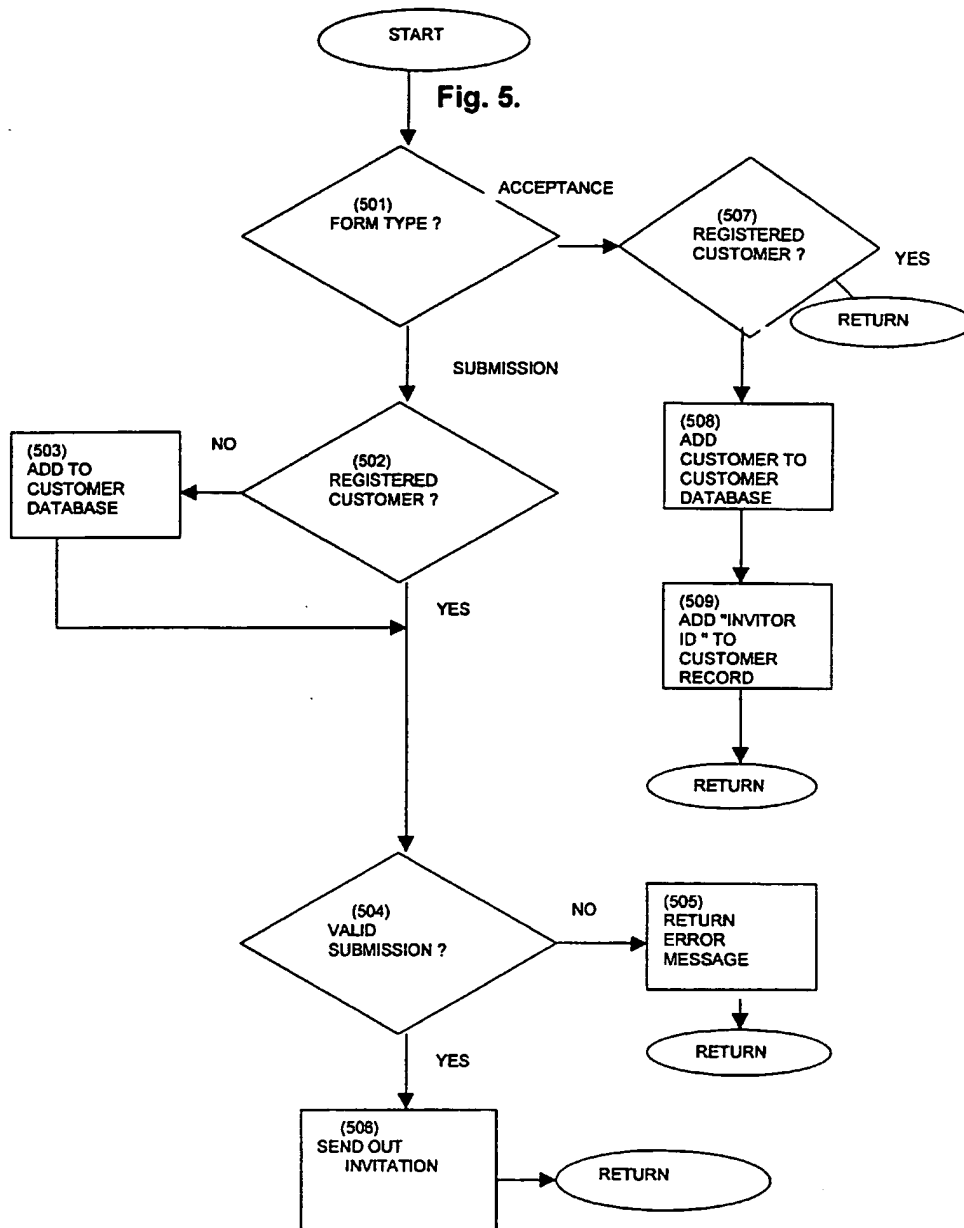 START
Fig. 5.
ACCEPTANCE
(501)
FORM TYPE ?
(507)
REGISTERED
CUSTOMER ?
YES
RETURN
SUBMISSION
NO
(503)
ADD TO
CUSTOMER
DATABASE
(502)
REGISTERED
CUSTOMER ?
(508)
ADD
CUSTOMER TO
CUSTOMER
DATABASE
YES
(509)
ADD "INVITOR
ID " TO
CUSTOMER
RECORD
RETURN
(504)
VALID
SUBMISSION ?
NO
(505)
RETURN
ERROR
MESSAGE
RETURN
YES
(506)
SEND OUT
INVITATION
RETURN